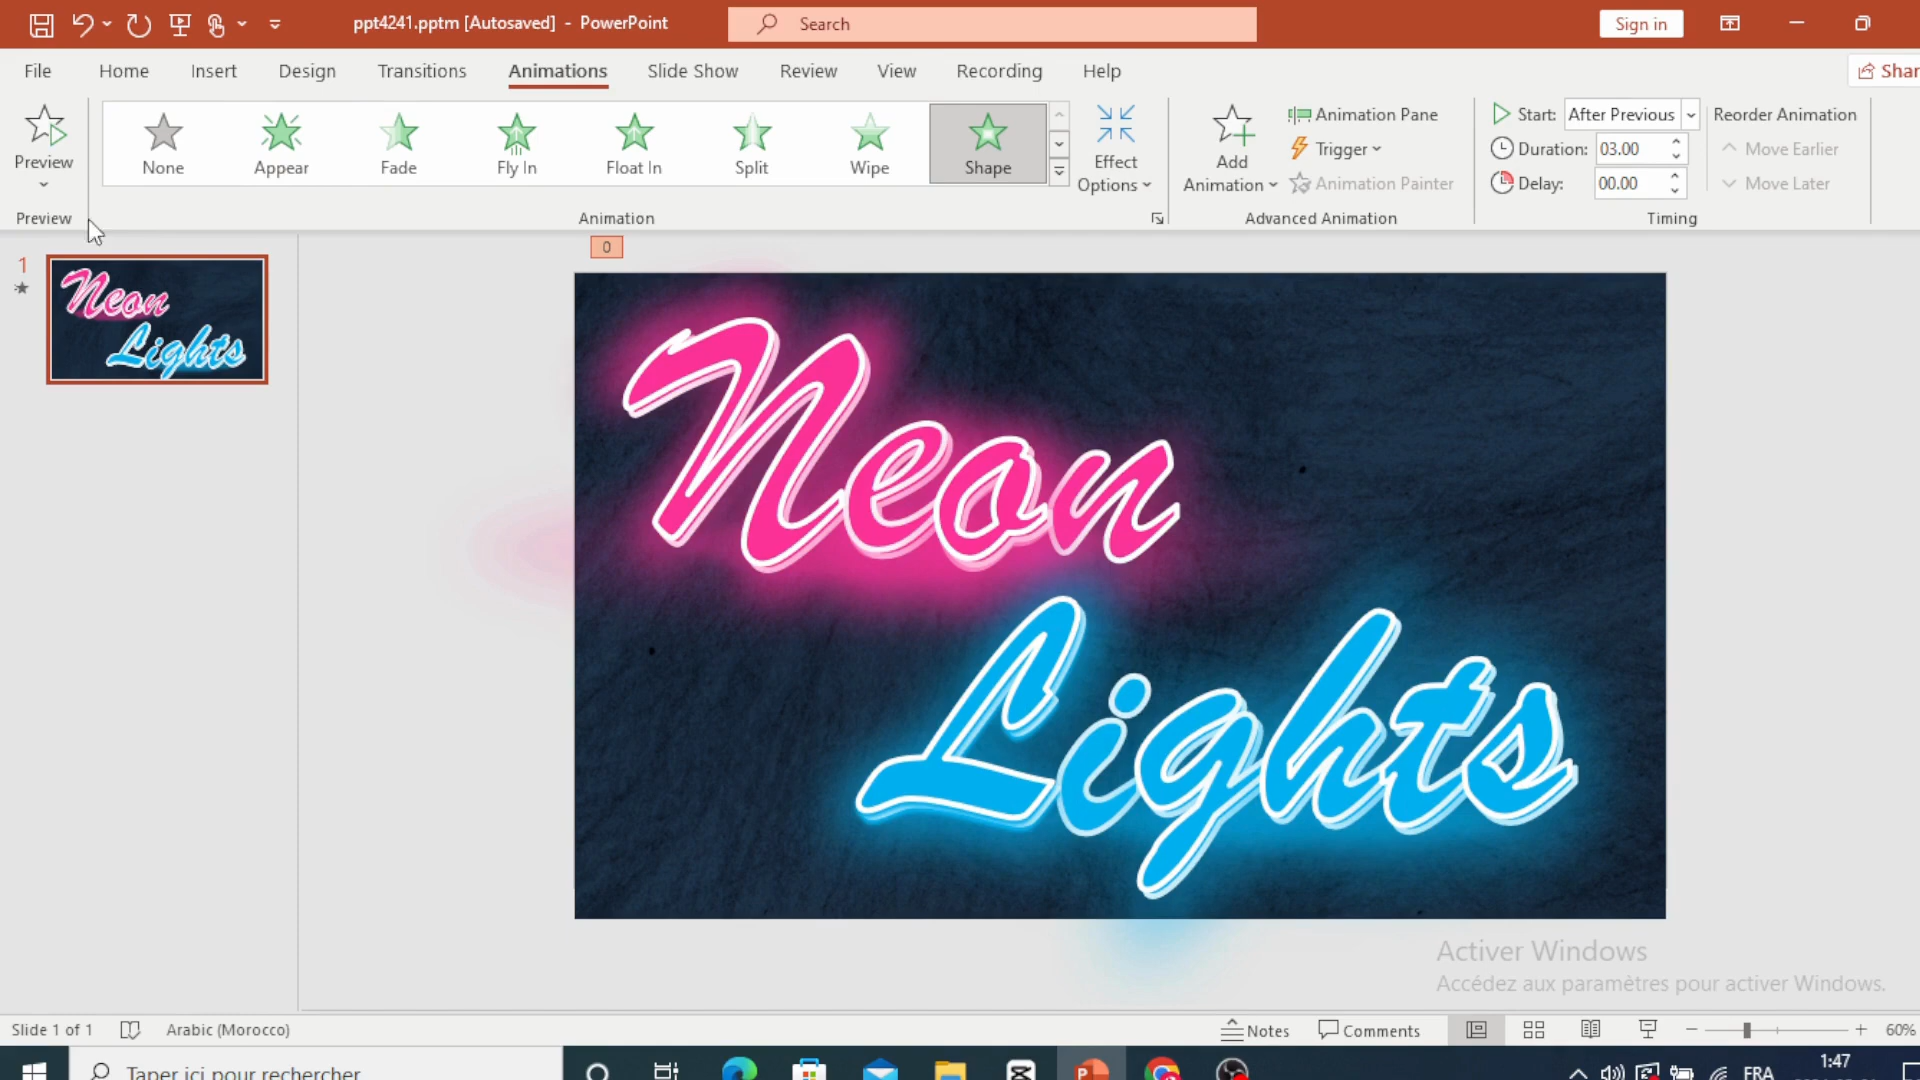 ppt4241.pptm [Autosaved] - PowerPoint
Search
Sign in
File
Home
Insert
Design
Transitions
Animations
Slide Show
Review
View
Recording
Help
Preview
None
Appear
Fade
Fly In
Float In
Split
Wipe
Shape
Effect
Options
Add
Animation
Animation Pane
Trigger
Animation Painter
Start: After Previous
Duration: 03.00
Delay: 00.00
Reorder Animation
Move Earlier
Move Later
Preview
Animation
Advanced Animation
Timing
0
1
Neon
Lights
Neon
Lights
Activer Windows
Accédez aux paramètres pour activer Windows.
Slide 1 of 1
Arabic (Morocco)
Notes
Comments
60%
Taper ici pour rechercher
FRA
1:47